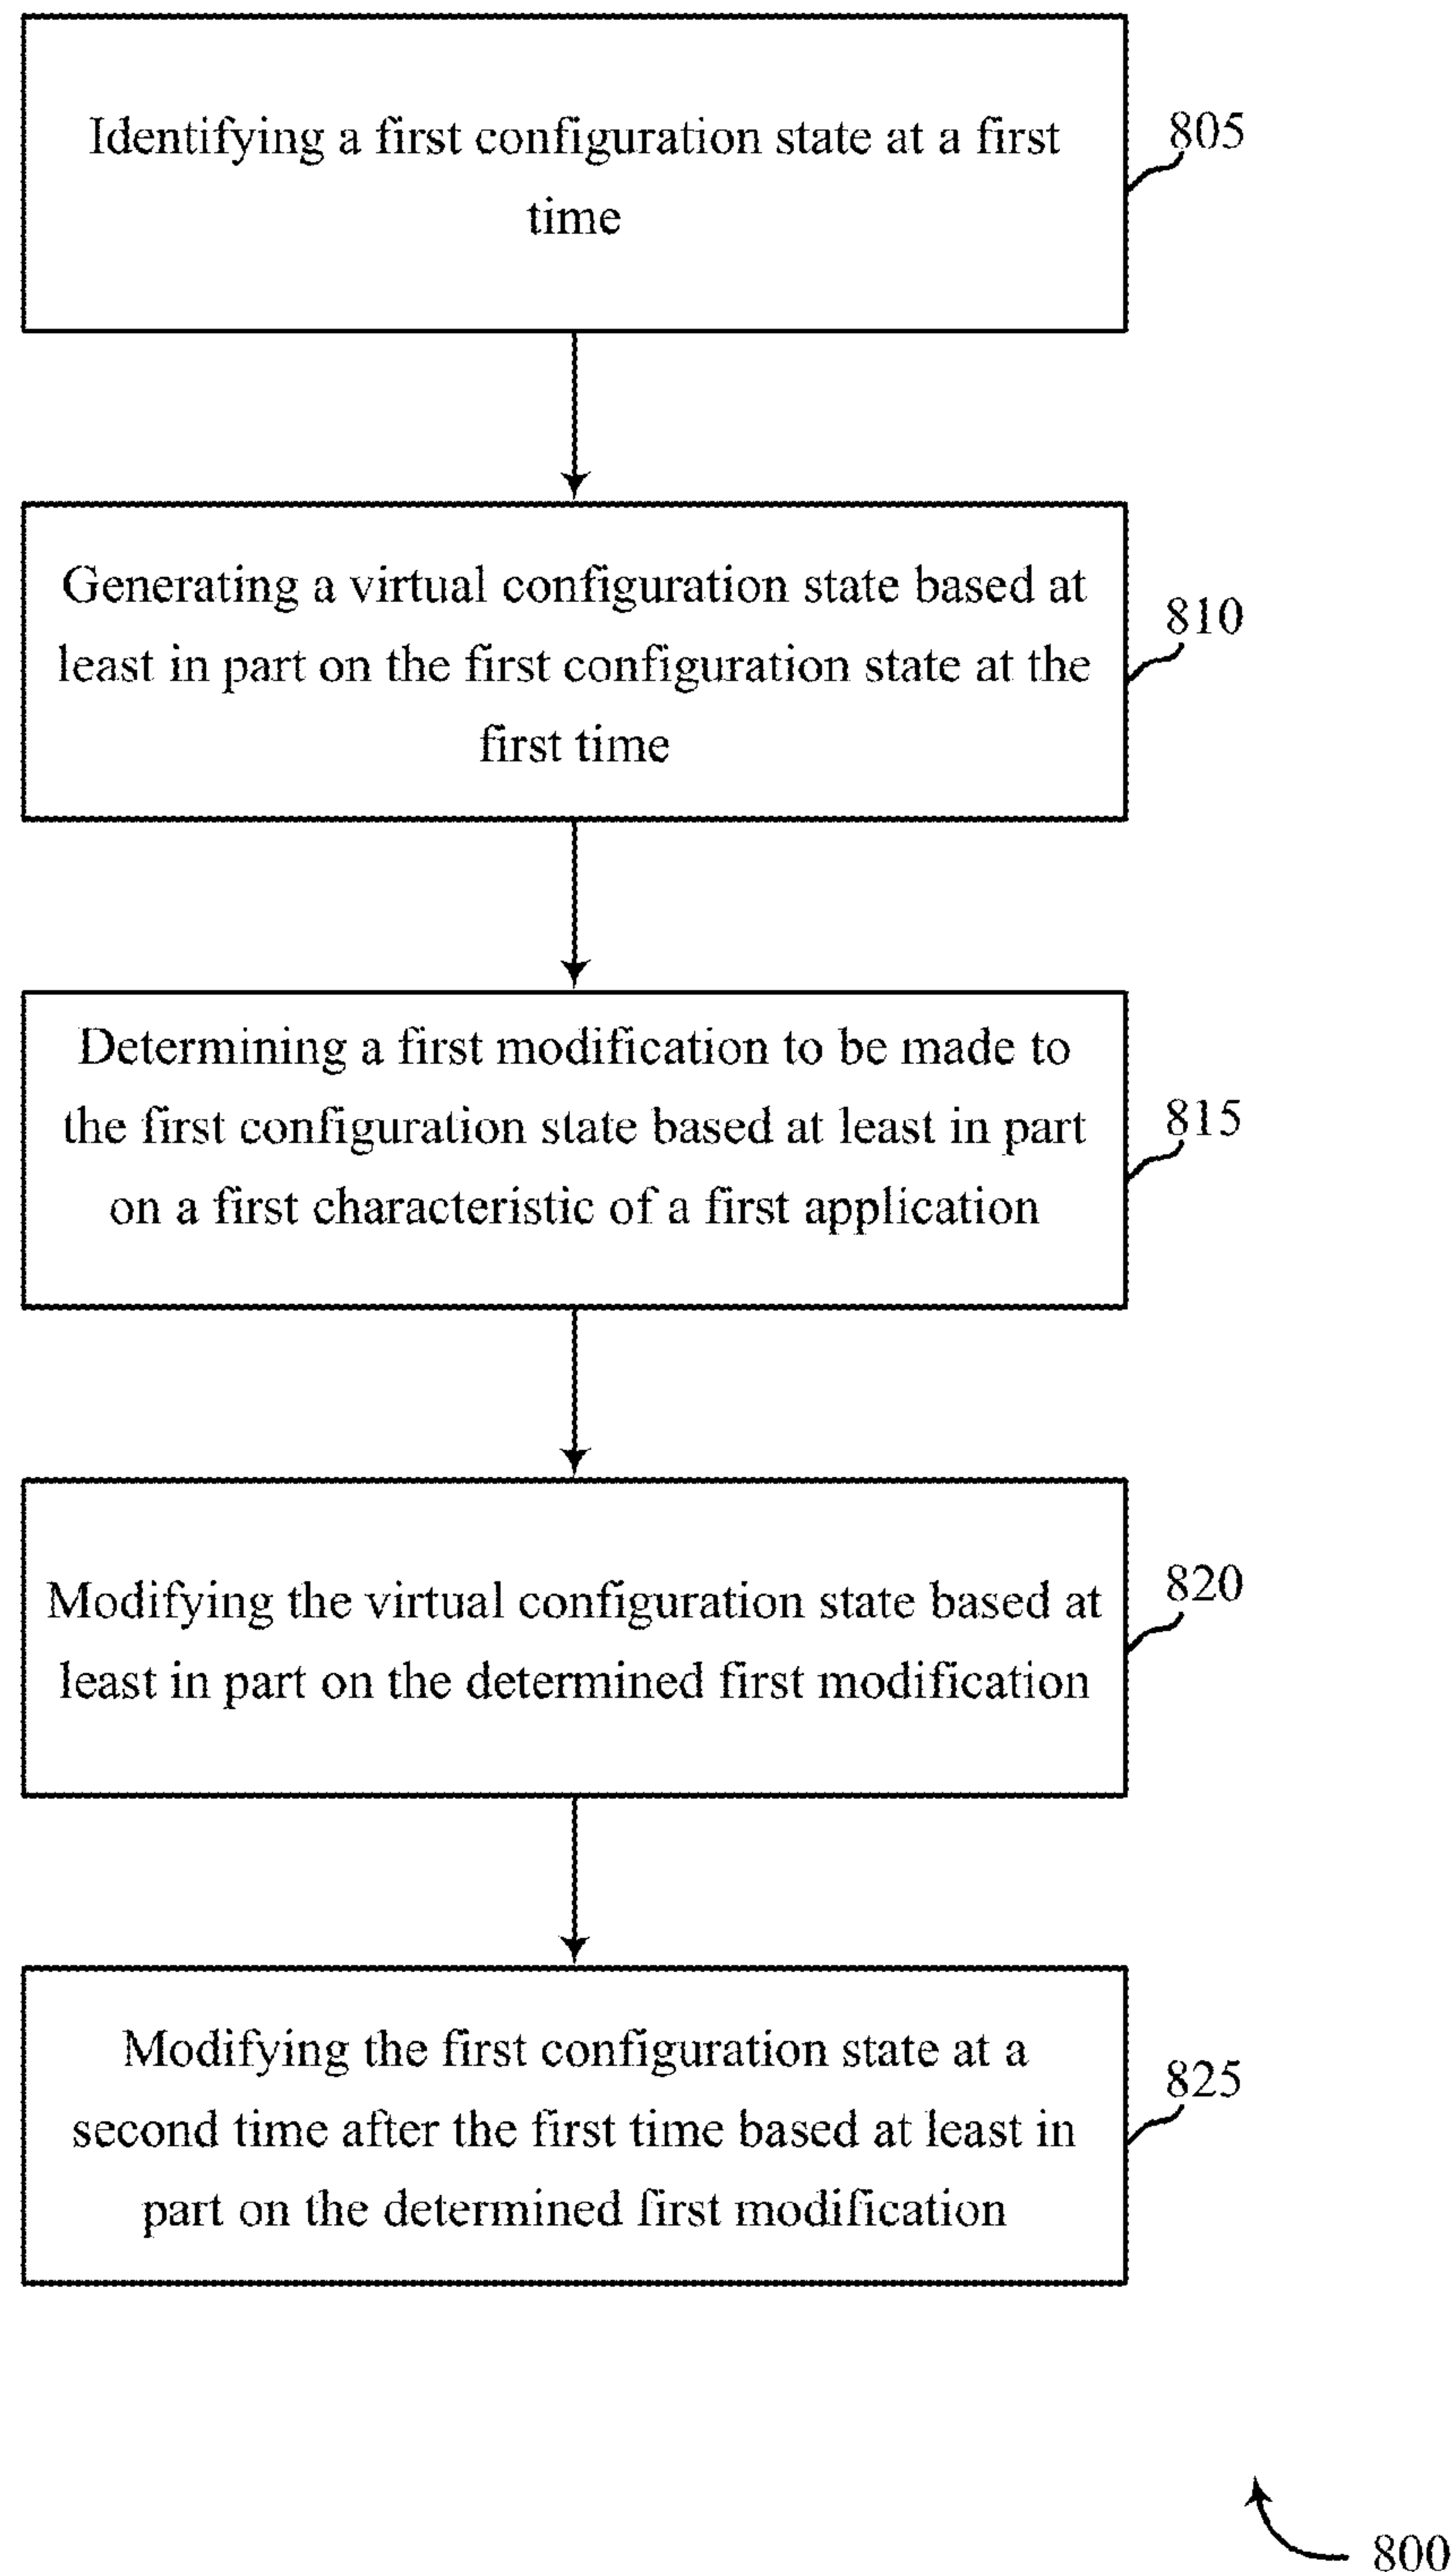 Identifying a first configuration state at a first
time
805
Generating a virtual configuration state based at
least in part on the first configuration state at the
first time
810
Determining a first modification to be made to
the first configuration state based at least in part
on a first characteristic of a first application
815
Modifying the virtual configuration state based at
least in part on the determined first modification
820
Modifying the first configuration state at a
second time after the first time based at least in
part on the determined first modification
825
800